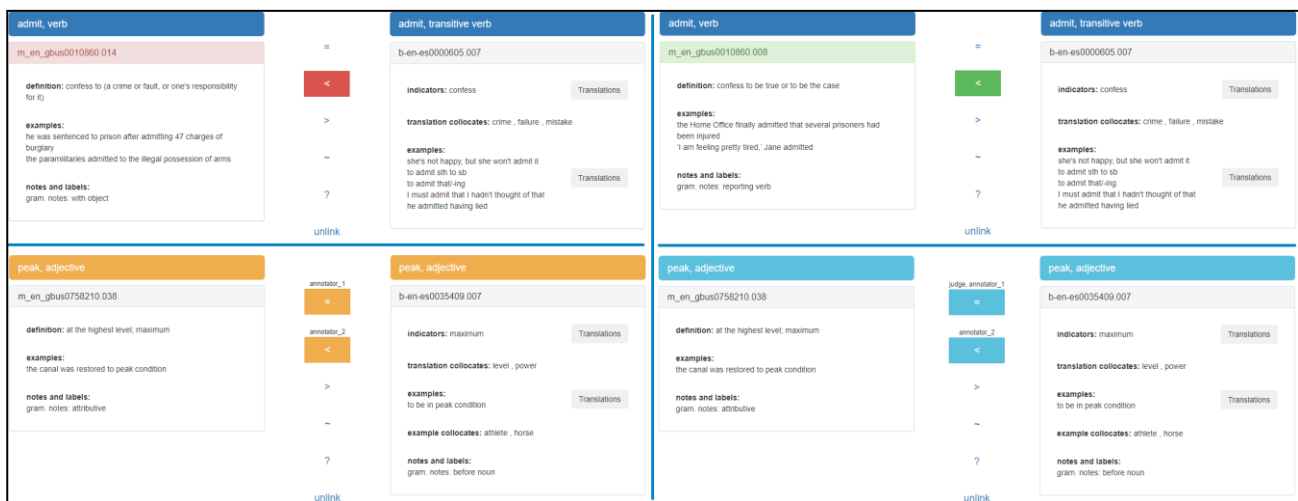 admit, verb
m_en_gbus0010860.014
definition: confess to (a crime or fault, or one's responsibility
for it)
examples:
he was sentenced to prison after admitting 47 charges of
burglary
the paramilitaries admitted to the illegal possession of arms
notes and labels:
gram. notes: with object
=
<
>
~
?
unlink
admit, transitive verb
b-en-es0000605.007
indicators: confess
Translations
translation collocates: crime , failure , mistake
examples:
she's not happy, but she won't admit it
to admit sth to sb
to admit that/-ing
I must admit that I hadn't thought of that
he admitted having lied
Translations
admit, verb
m_en_gbus0010860.008
definition: confess to be true or to be the case
examples:
the Home Office finally admitted that several prisoners had
been injured
'I am feeling pretty tired,' Jane admitted
notes and labels:
gram. notes: reporting verb
=
<
>
~
?
unlink
admit, transitive verb
b-en-es0000605.007
indicators: confess
Translations
translation collocates: crime , failure , mistake
examples:
she's not happy, but she won't admit it
to admit sth to sb
to admit that/-ing
I must admit that I hadn't thought of that
he admitted having lied
Translations
peak, adjective
m_en_gbus0758210.038
definition: at the highest level; maximum
examples:
the canal was restored to peak condition
notes and labels:
gram. notes: attributive
annotator_1
=
annotator_2
<
>
~
?
unlink
peak, adjective
b-en-es0035409.007
indicators: maximum
Translations
translation collocates: level , power
examples:
to be in peak condition
Translations
example collocates: athlete , horse
notes and labels:
gram. notes: before noun
peak, adjective
m_en_gbus0758210.038
definition: at the highest level; maximum
examples:
the canal was restored to peak condition
notes and labels:
gram. notes: attributive
judge, annotator_1
=
annotator_2
<
>
~
?
unlink
peak, adjective
b-en-es0035409.007
indicators: maximum
Translations
translation collocates: level , power
examples:
to be in peak condition
Translations
example collocates: athlete , horse
notes and labels:
gram. notes: before noun